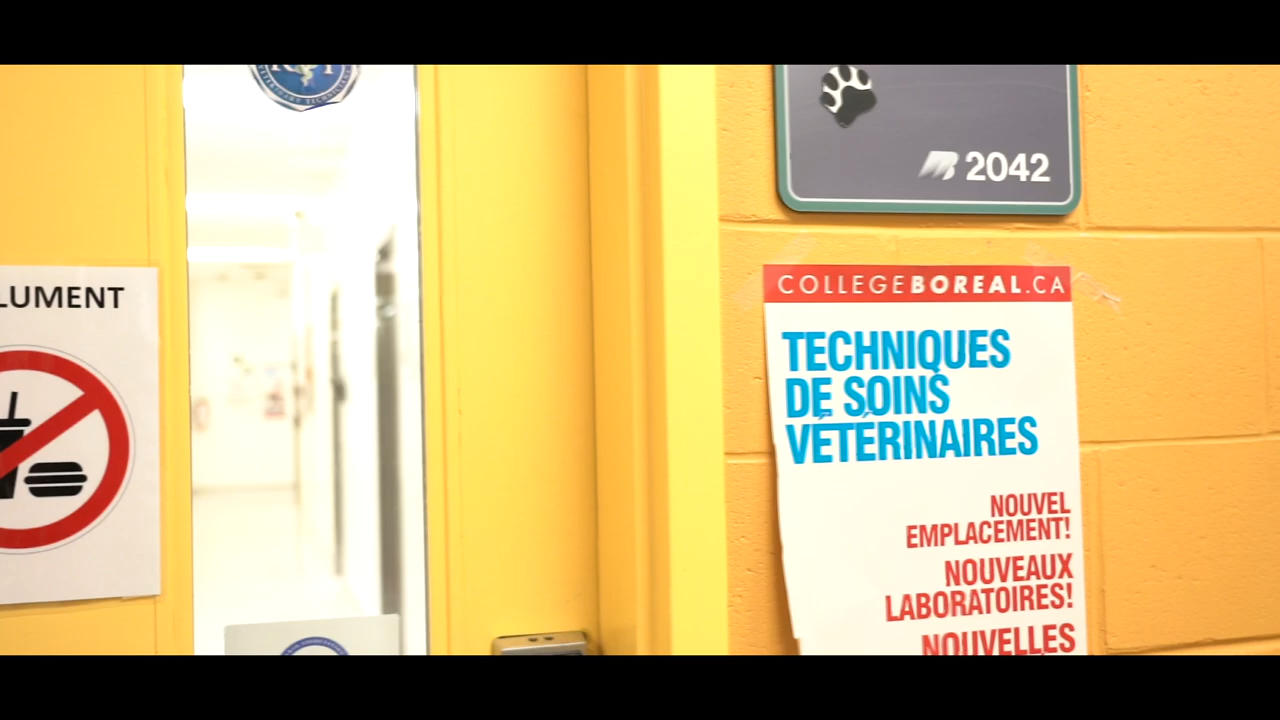 LUMENT
2042
COLLEGEBOREAL.CA
TECHNIQUES
DE SOINS
VÉTÉRINAIRES
NOUVEL
EMPLACEMENT!
NOUVEAUX
LABORATOIRES!
NOUVELLES